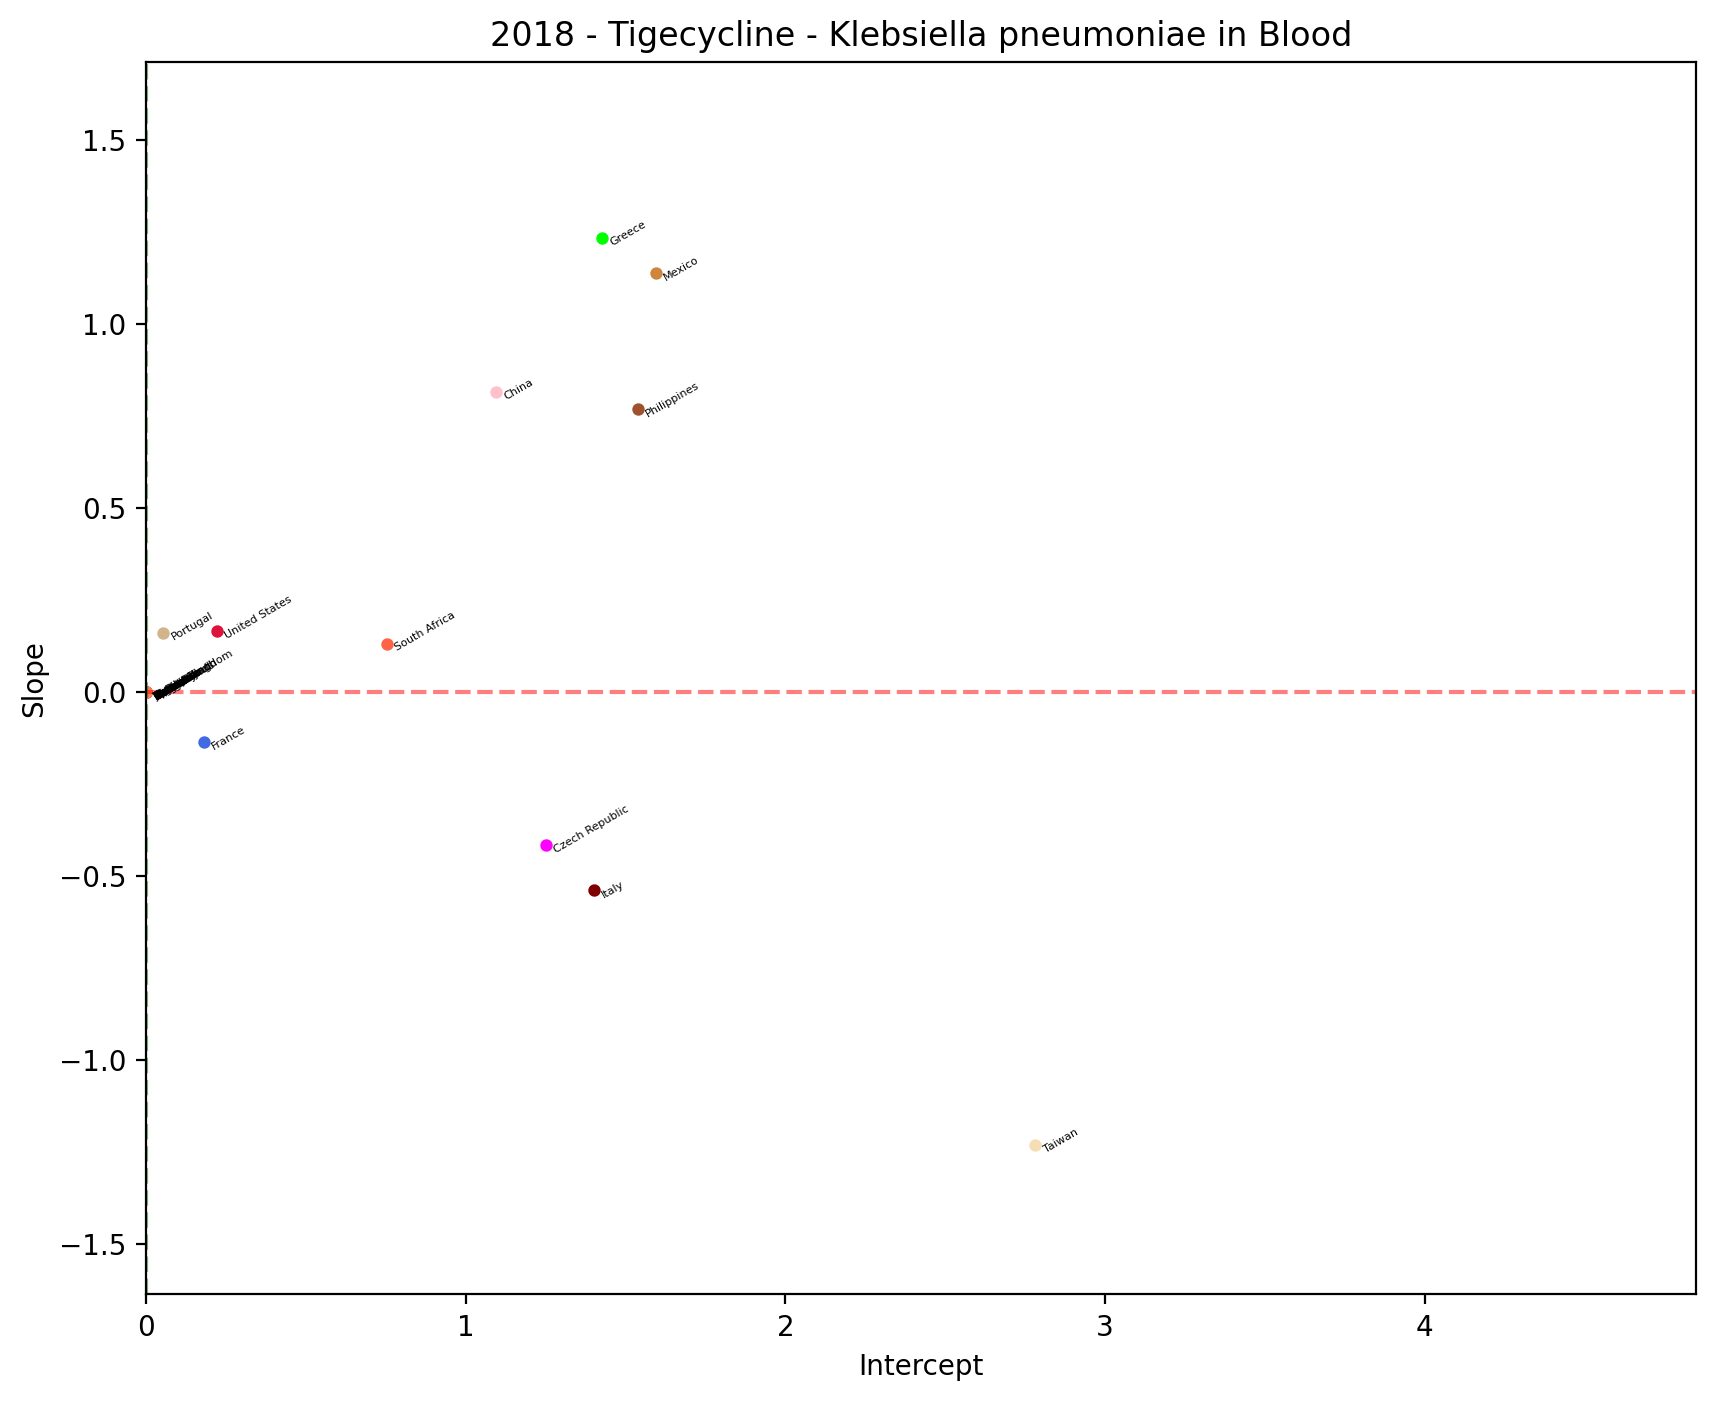 2018 - Tigecycline - Klebsiella pneumoniae in Blood
1.5
Greece
Mexico
1.0
China
Philippines
0.5
Portugal
United States
South Africa
Slope
0.0
France
Czech Republic
−0.5
Italy
−1.0
Taiwan
−1.5
0
1
2
3
4
Intercept